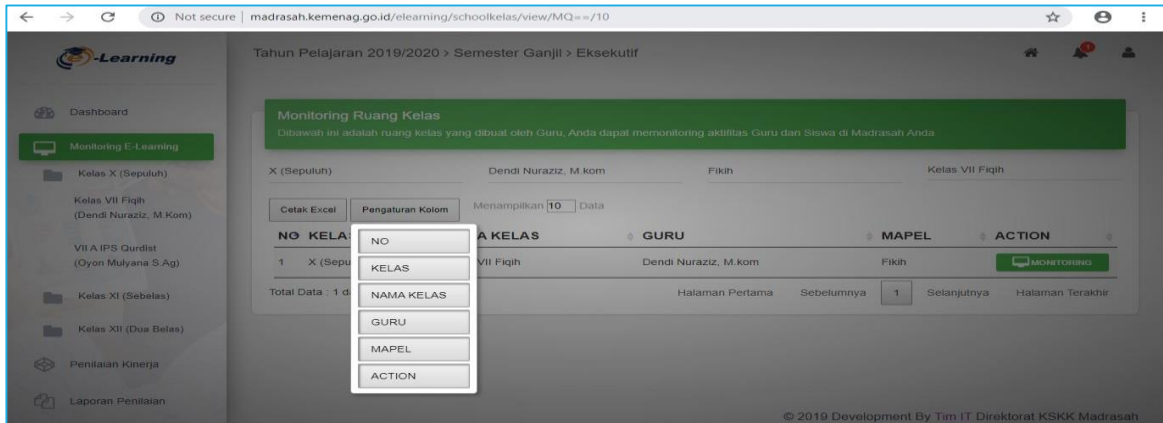 Not secure | madrasah.kemenag.go.id/elearning/schoolkelas/view/MQ==/10
e-Learning
Tahun Pelajaran 2019/2020 > Semester Ganjil > Eksekutif
1
Dashboard
Monitoring E-Learning
Kelas X (Sepuluh)
Kelas VII Fiqih
(Dendi Nuraziz, M.Kom)
VII A IPS Qurdist
(Oyon Mulyana S.Ag)
Kelas XI (Sebelas)
Kelas XII (Dua Belas)
Penilaian Kinerja
Laporan Penilaian
Monitoring Ruang Kelas
Dibawah ini adalah ruang kelas yang dibuat oleh Guru, Anda dapat memonitoring aktifitas Guru dan Siswa di Madrasah Anda
X (Sepuluh) Dendi Nuraziz, M.kom Fikih Kelas VII Fiqih
Cetak Excel Pengaturan Kolom Menampilkan 10 Data
NO KELA A KELAS GURU MAPEL ACTION
1 X (Sepu VII Fiqih Dendi Nuraziz, M.kom Fikih MONITORING
Total Data : 1 d Halaman Pertama Sebelumnya 1 Selanjutnya Halaman Terakhir
NO
KELAS
NAMA KELAS
GURU
MAPEL
ACTION
© 2019 Development By Tim IT Direktorat KSKK Madrasah